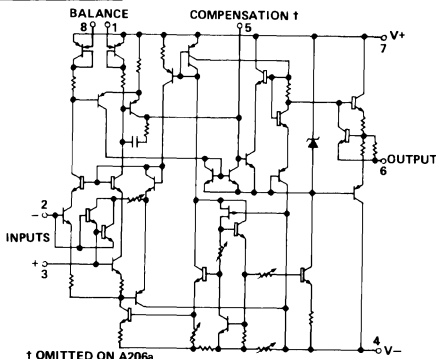 BALANCE
COMPENSATION †
8 1
5
V+
7
OUTPUT
6
2
−
INPUTS
+
3
4
V−
† OMITTED ON A206a